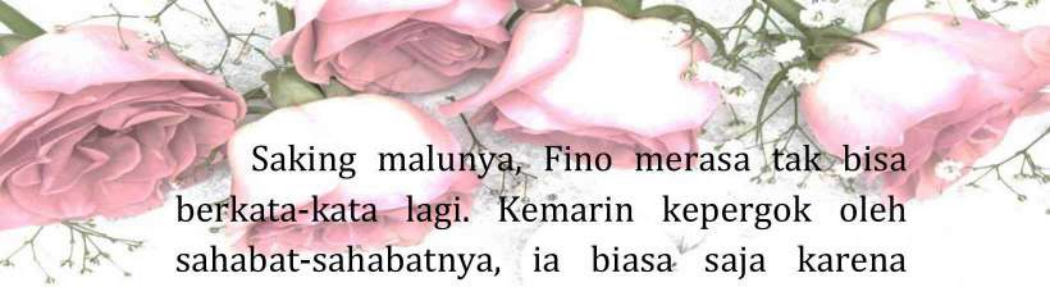 Saking malunya, Fino merasa tak bisa
berkata-kata lagi. Kemarin kepergok oleh
sahabat-sahabatnya, ia biasa saja karena